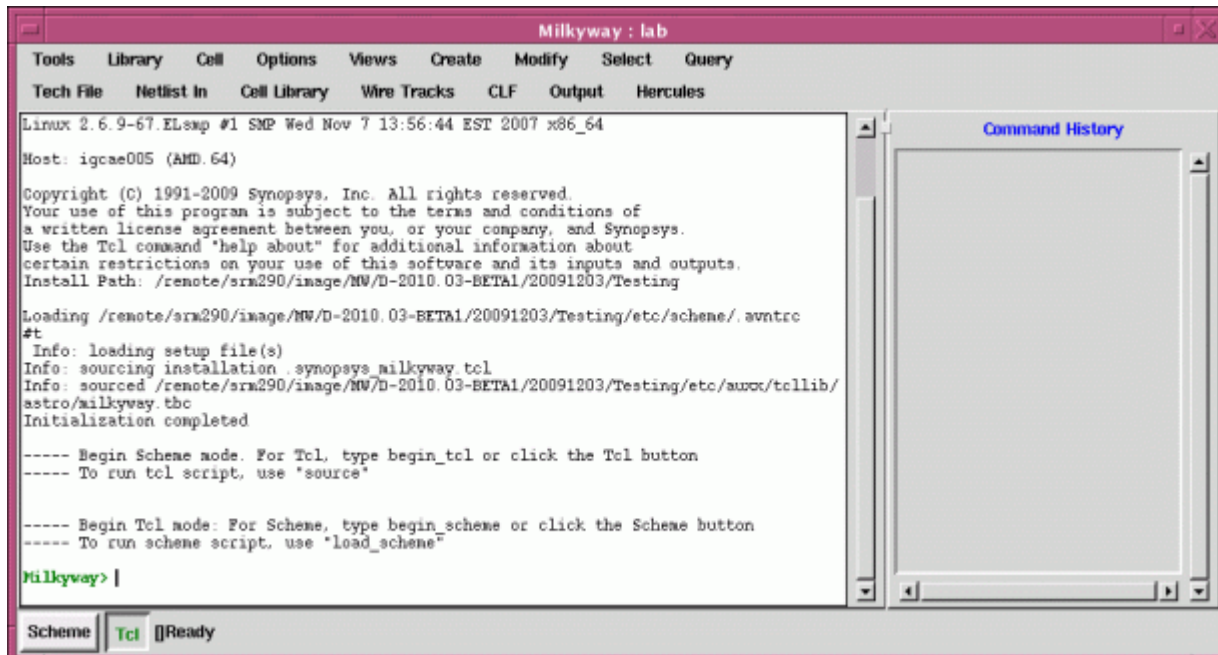 Milkyway : lab
Tools Library Cell Options Views Create Modify Select Query
Tech File Netlist In Cell Library Wire Tracks CLF Output Hercules
Linux 2.6.9-67.ELsmp #1 SMP Wed Nov 7 13:56:44 EST 2007 x86_64
Command History
Host: igcae005 (AMD.64)
Copyright (C) 1991-2009 Synopsys, Inc. All rights reserved.
Your use of this program is subject to the terms and conditions of
a written license agreement between you, or your company, and Synopsys.
Use the Tcl command "help about" for additional information about
certain restrictions on your use of this software and its inputs and outputs.
Install Path: /remote/srm290/image/MW/D-2010.03-BETA1/20091203/Testing
Loading /remote/srm290/image/MW/D-2010.03-BETA1/20091203/Testing/etc/scheme/.avntrc
#t
Info: loading setup file(s)
Info: sourcing installation .synopsys_milkyway.tcl
Info: sourced /remote/srm290/image/MW/D-2010.03-BETA1/20091203/Testing/etc/auxx/tcllib/
astro/milkyway.tbc
Initialization completed
----- Begin Scheme mode. For Tcl, type begin_tcl or click the Tcl button
----- To run tcl script, use "source"
----- Begin Tcl mode: For Scheme, type begin_scheme or click the Scheme button
----- To run scheme script, use "load_scheme"
Milkyway>
Scheme Tcl []Ready